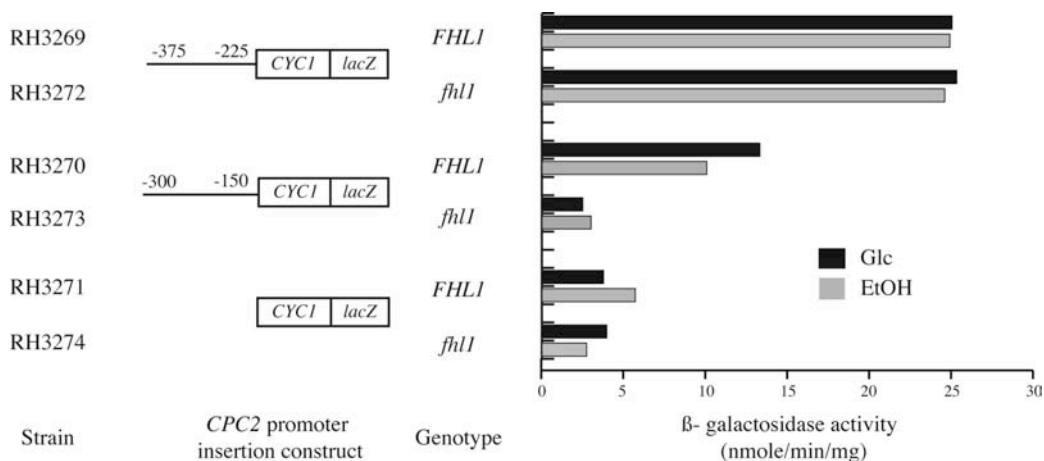 RH3269
-375 -225
CYC1 lacZ
FHL1
RH3272
fhl1
RH3270
-300 -150
CYC1 lacZ
FHL1
RH3273
fhl1
RH3271
CYC1 lacZ
FHL1
RH3274
fhl1
Glc
EtOH
0 5 10 15 20 25 30
Strain
CPC2 promoter
insertion construct
Genotype
ß- galactosidase activity
(nmole/min/mg)